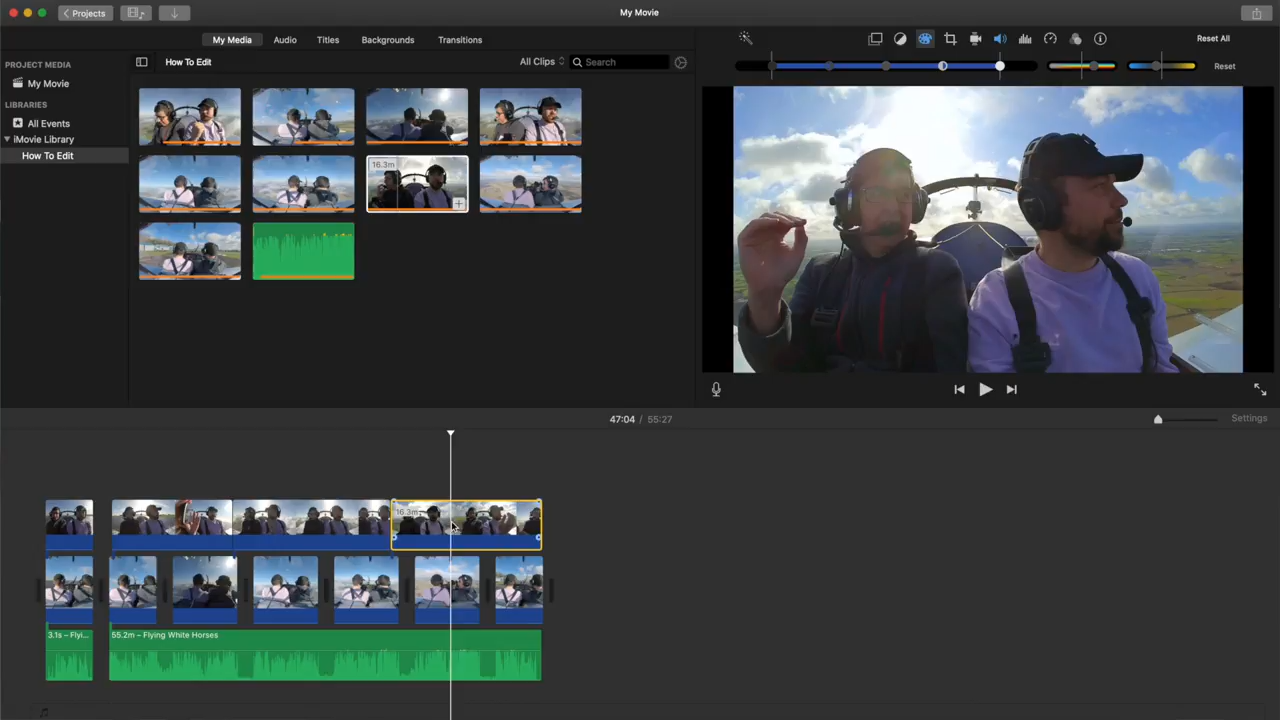 Projects
My Movie
My Media Audio Titles Backgrounds Transitions
Reset All
PROJECT MEDIA
My Movie
LIBRARIES
All Events
iMovie Library
How To Edit
How To Edit
All Clips
Search
Reset
16.3m
47:04 / 55:27
Settings
16.3m
3.1s – Flyi...
55.2m – Flying White Horses